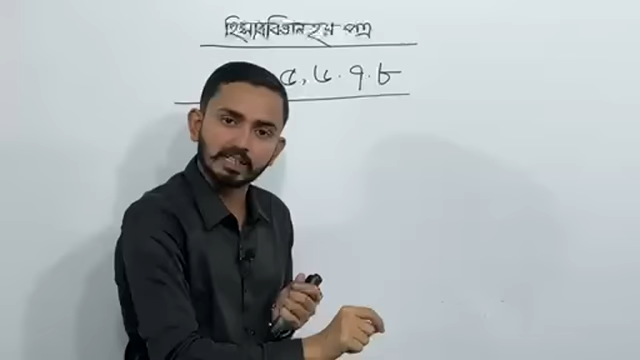 হিসাববিজ্ঞান ২য় পত্র
৫, ৬. ৭. ৮